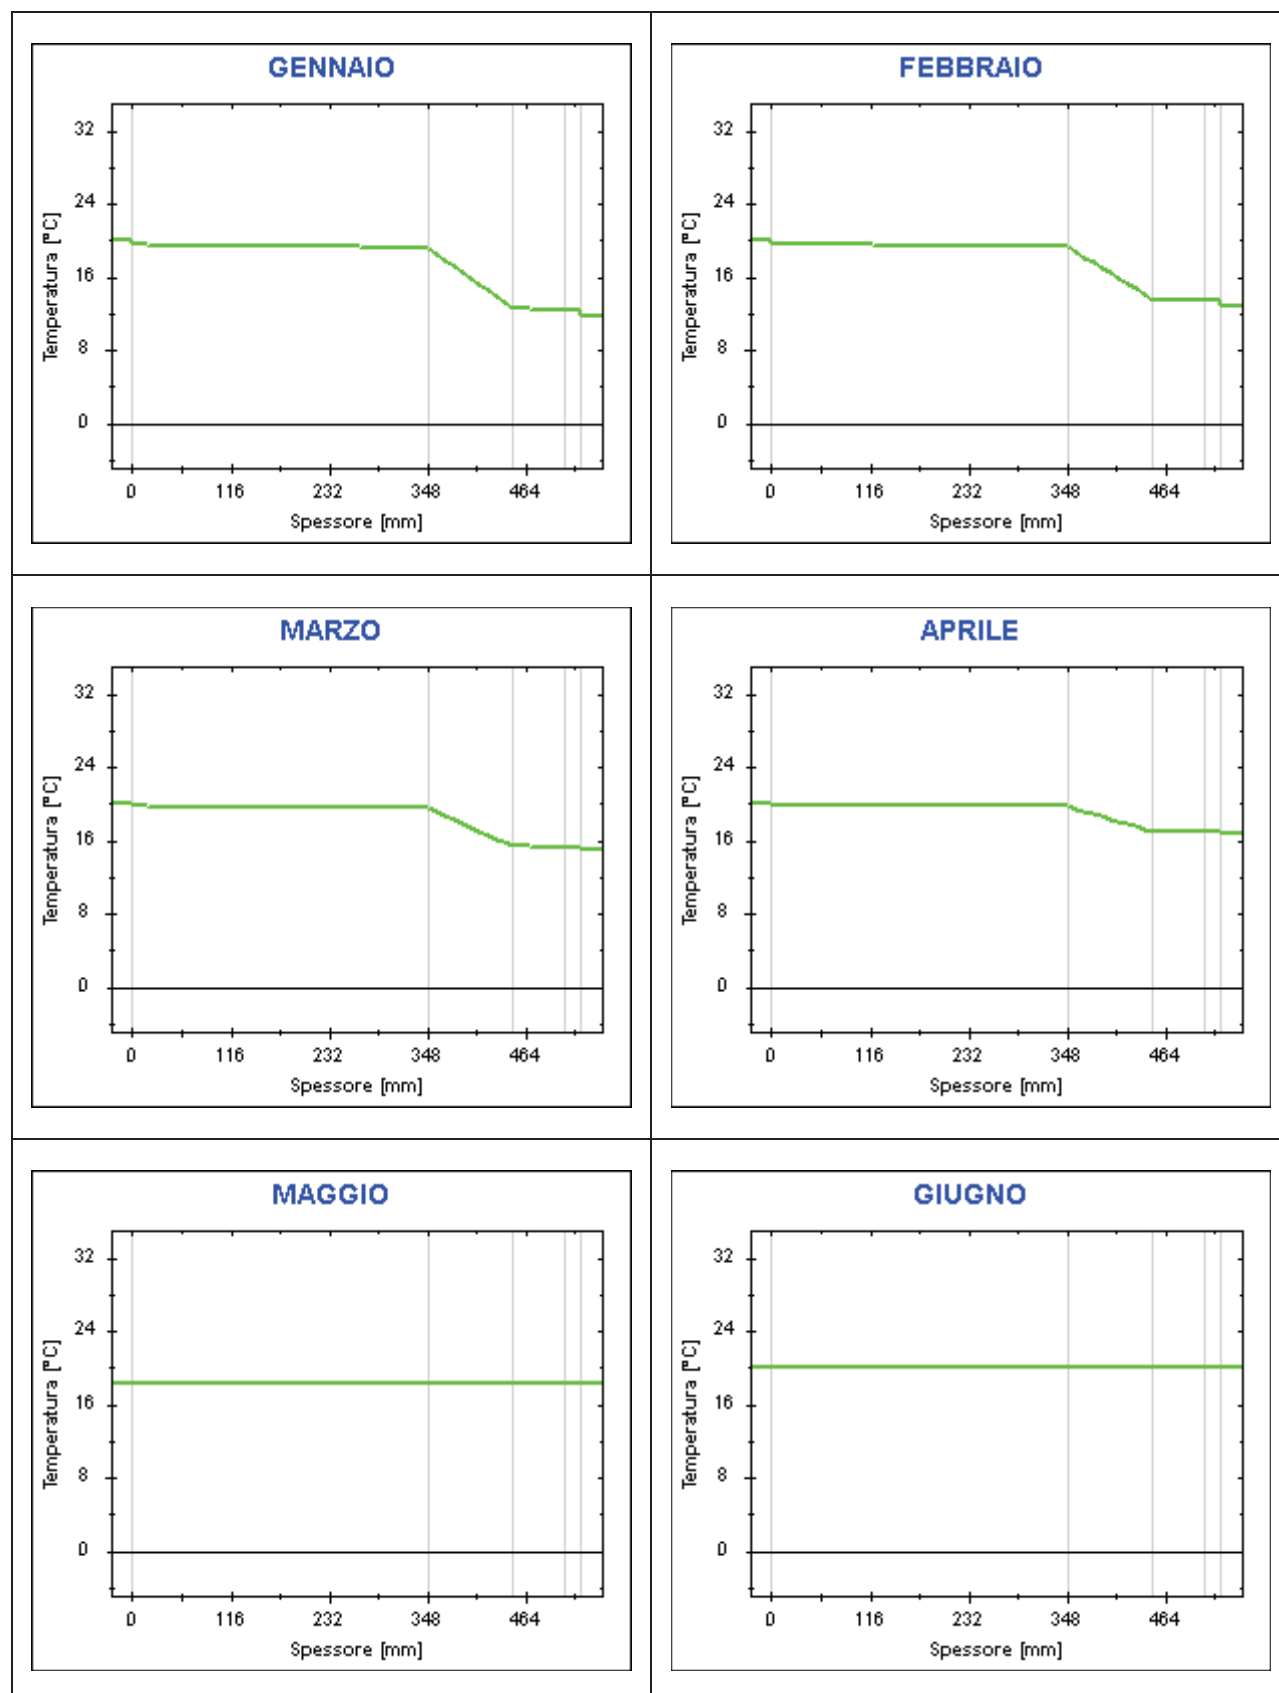 GENNAIO
32
24
16
8
0
Temperatura [°C]
0 116 232 348 464
Spessore [mm]
FEBBRAIO
32
24
16
8
0
Temperatura [°C]
0 116 232 348 464
Spessore [mm]
MARZO
32
24
16
8
0
Temperatura [°C]
0 116 232 348 464
Spessore [mm]
APRILE
32
24
16
8
0
Temperatura [°C]
0 116 232 348 464
Spessore [mm]
MAGGIO
32
24
16
8
0
Temperatura [°C]
0 116 232 348 464
Spessore [mm]
GIUGNO
32
24
16
8
0
Temperatura [°C]
0 116 232 348 464
Spessore [mm]